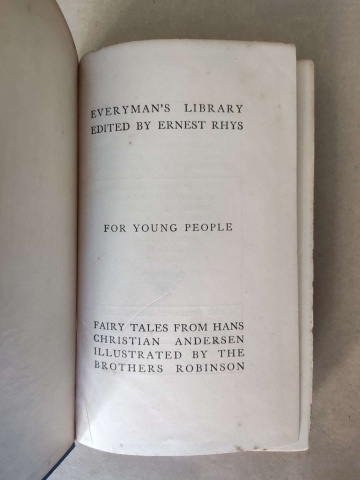 EVERYMAN'S LIBRARY
EDITED BY ERNEST RHYS
FOR YOUNG PEOPLE
FAIRY TALES FROM HANS
CHRISTIAN ANDERSEN
ILLUSTRATED BY THE
BROTHERS ROBINSON